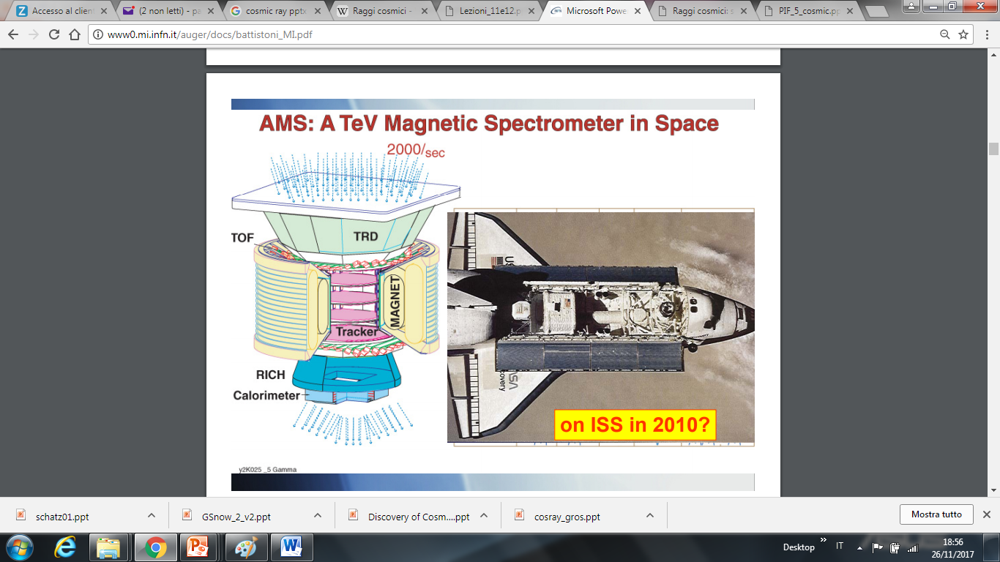 Accesso al clien
(2 non letti) - pa
cosmic ray pptx
Raggi cosmici -
Lezioni_11e12.p
Microsoft Powe
Raggi cosmici: s
PIF_5_cosmic.pp
www0.mi.infn.it/auger/docs/battistoni_MI.pdf
AMS: A TeV Magnetic Spectrometer in Space
2000/sec
TOF
TRD
MAGNET
Tracker
RICH
Calorimeter
on ISS in 2010?
y2K025 _5 Gamma
schatz01.ppt
GSnow_2_v2.ppt
Discovery of Cosm....ppt
cosray_gros.ppt
Mostra tutto
Desktop
IT
18:56
26/11/2017